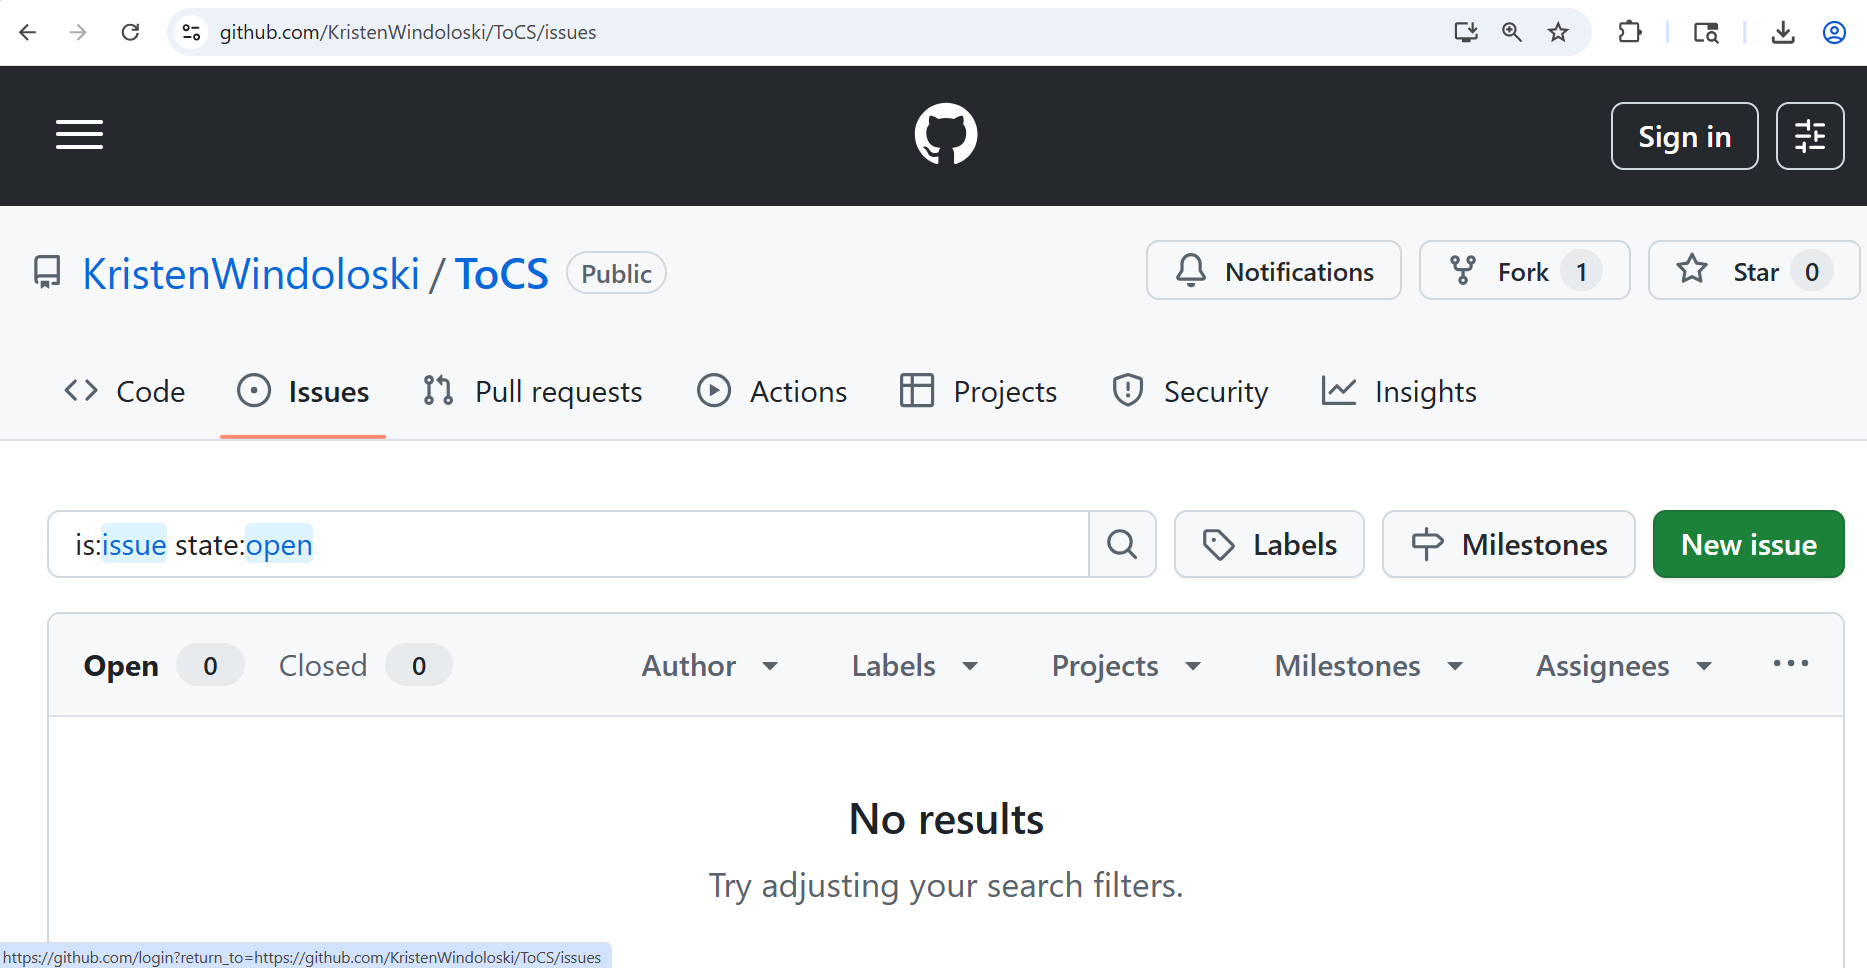 github.com/KristenWindoloski/ToCS/issues
Sign in
KristenWindoloski / ToCS Public
Notifications Fork 1 Star 0
Code Issues Pull requests Actions Projects Security Insights
is:issue state:open Labels Milestones New issue
Open 0 Closed 0 Author Labels Projects Milestones Assignees
No results
Try adjusting your search filters.
https://github.com/login?return_to=https://github.com/KristenWindoloski/ToCS/issues